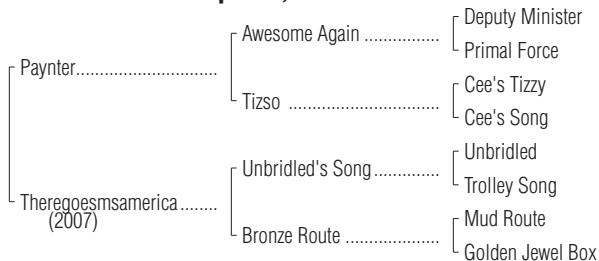 Deputy Minister
Awesome Again ................
Primal Force
Paynter..............................
Cee's Tizzy
Tizso ................................
Cee's Song
Unbridled
Unbridled's Song..............
Trolley Song
Theregoesmsamerica........
(2007)
Mud Route
Bronze Route ....................
Golden Jewel Box